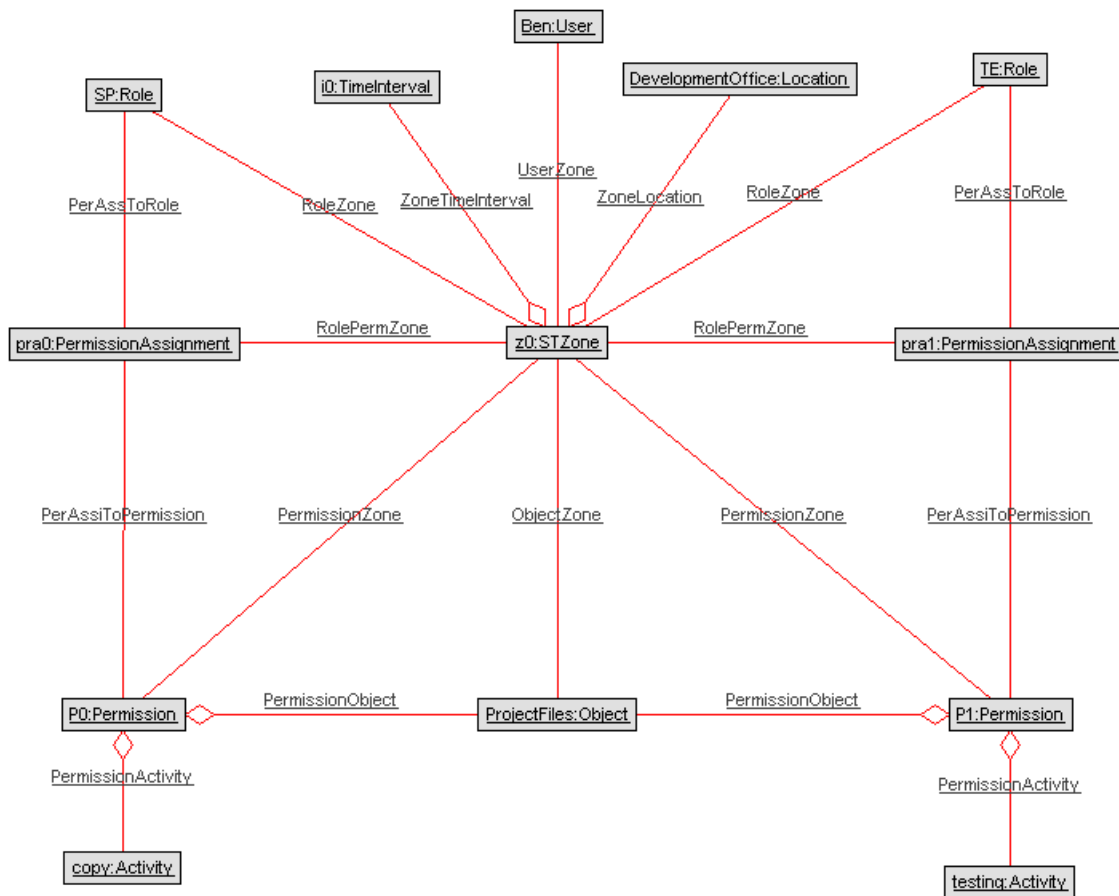 Ben:User
TE:Role
DevelopmentOffice:Location
i0:TimeInterval
SP:Role
UserZone
PerAssToRole
RoleZone
ZoneTimeInterval
ZoneLocation
RoleZone
PerAssToRole
RolePermZone
RolePermZone
pra0:PermissionAssignment
z0:STZone
pra1:PermissionAssignment
PerAssiToPermission
PermissionZone
ObjectZone
PermissionZone
PerAssiToPermission
PermissionObject
PermissionObject
P0:Permission
ProjectFiles:Object
P1:Permission
PermissionActivity
PermissionActivity
copy:Activity
testing:Activity